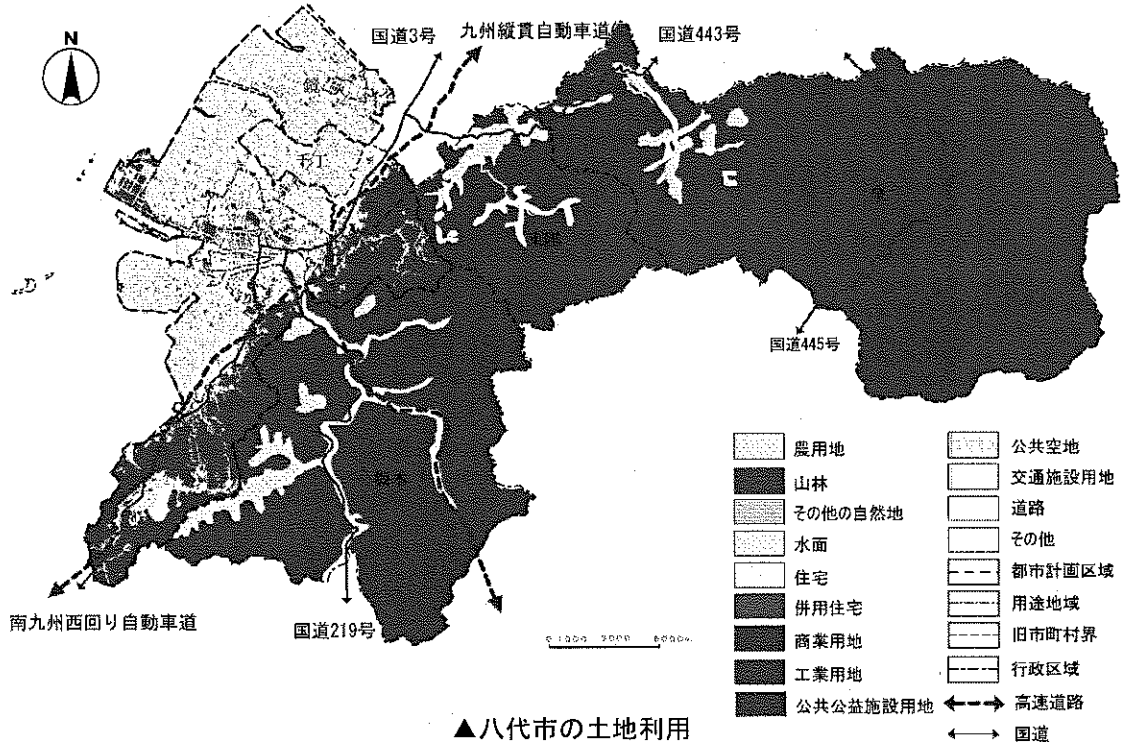 N
国道3号
九州縦貫自動車道
国道443号
鏡
千丁
国道445号
南九州西回り自動車道
国道219号
農用地
山林
その他の自然地
水面
住宅
併用住宅
商業用地
工業用地
公共公益施設用地
公共空地
交通施設用地
道路
その他
都市計画区域
用途地域
旧市町村界
行政区域
高速道路
国道
▲八代市の土地利用